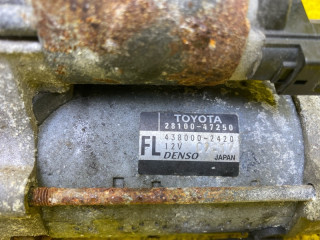 TOYOTA
28100-47250
FL 438000-2420
12V
DENSO JAPAN